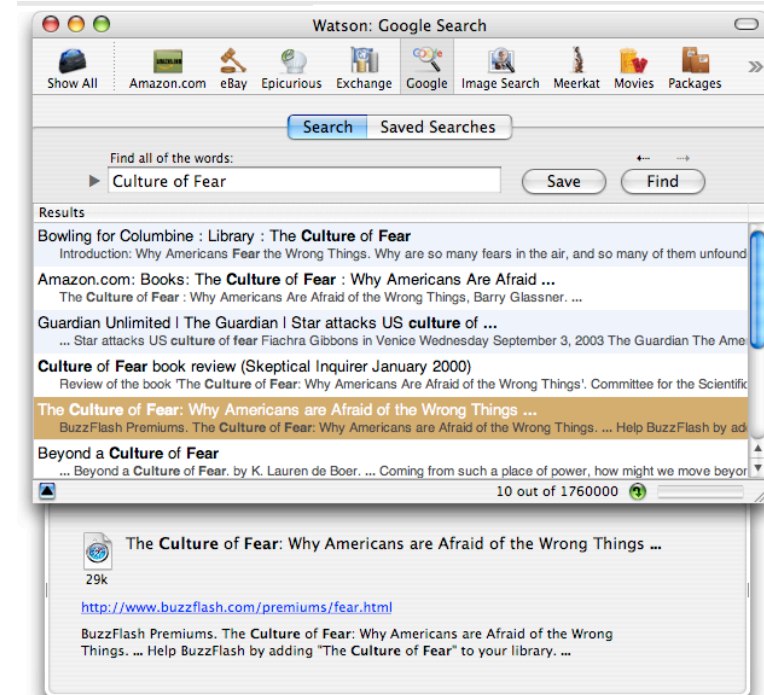 Watson: Google Search
Show All Amazon.com eBay Epicurious Exchange Google Image Search Meerkat Movies Packages
Search Saved Searches
Find all of the words:
Culture of Fear Save Find
Results
Bowling for Columbine : Library : The Culture of Fear
Introduction: Why Americans Fear the Wrong Things. Why are so many fears in the air, and so many of them unfound
Amazon.com: Books: The Culture of Fear : Why Americans Are Afraid ...
The Culture of Fear : Why Americans Are Afraid of the Wrong Things, Barry Glassner. ...
Guardian Unlimited | The Guardian | Star attacks US culture of ...
... Star attacks US culture of fear Fiachra Gibbons in Venice Wednesday September 3, 2003 The Guardian The Ame
Culture of Fear book review (Skeptical Inquirer January 2000)
Review of the book 'The Culture of Fear: Why Americans Are Afraid of the Wrong Things'. Committee for the Scientific
The Culture of Fear: Why Americans are Afraid of the Wrong Things ...
BuzzFlash Premiums. The Culture of Fear: Why Americans are Afraid of the Wrong Things. ... Help BuzzFlash by ad
Beyond a Culture of Fear
... Beyond a Culture of Fear. by K. Lauren de Boer. ... Coming from such a place of power, how might we move beyor
10 out of 1760000
The Culture of Fear: Why Americans are Afraid of the Wrong Things ...
29k
http://www.buzzflash.com/premiums/fear.html
BuzzFlash Premiums. The Culture of Fear: Why Americans are Afraid of the Wrong
Things. ... Help BuzzFlash by adding "The Culture of Fear" to your library. ...